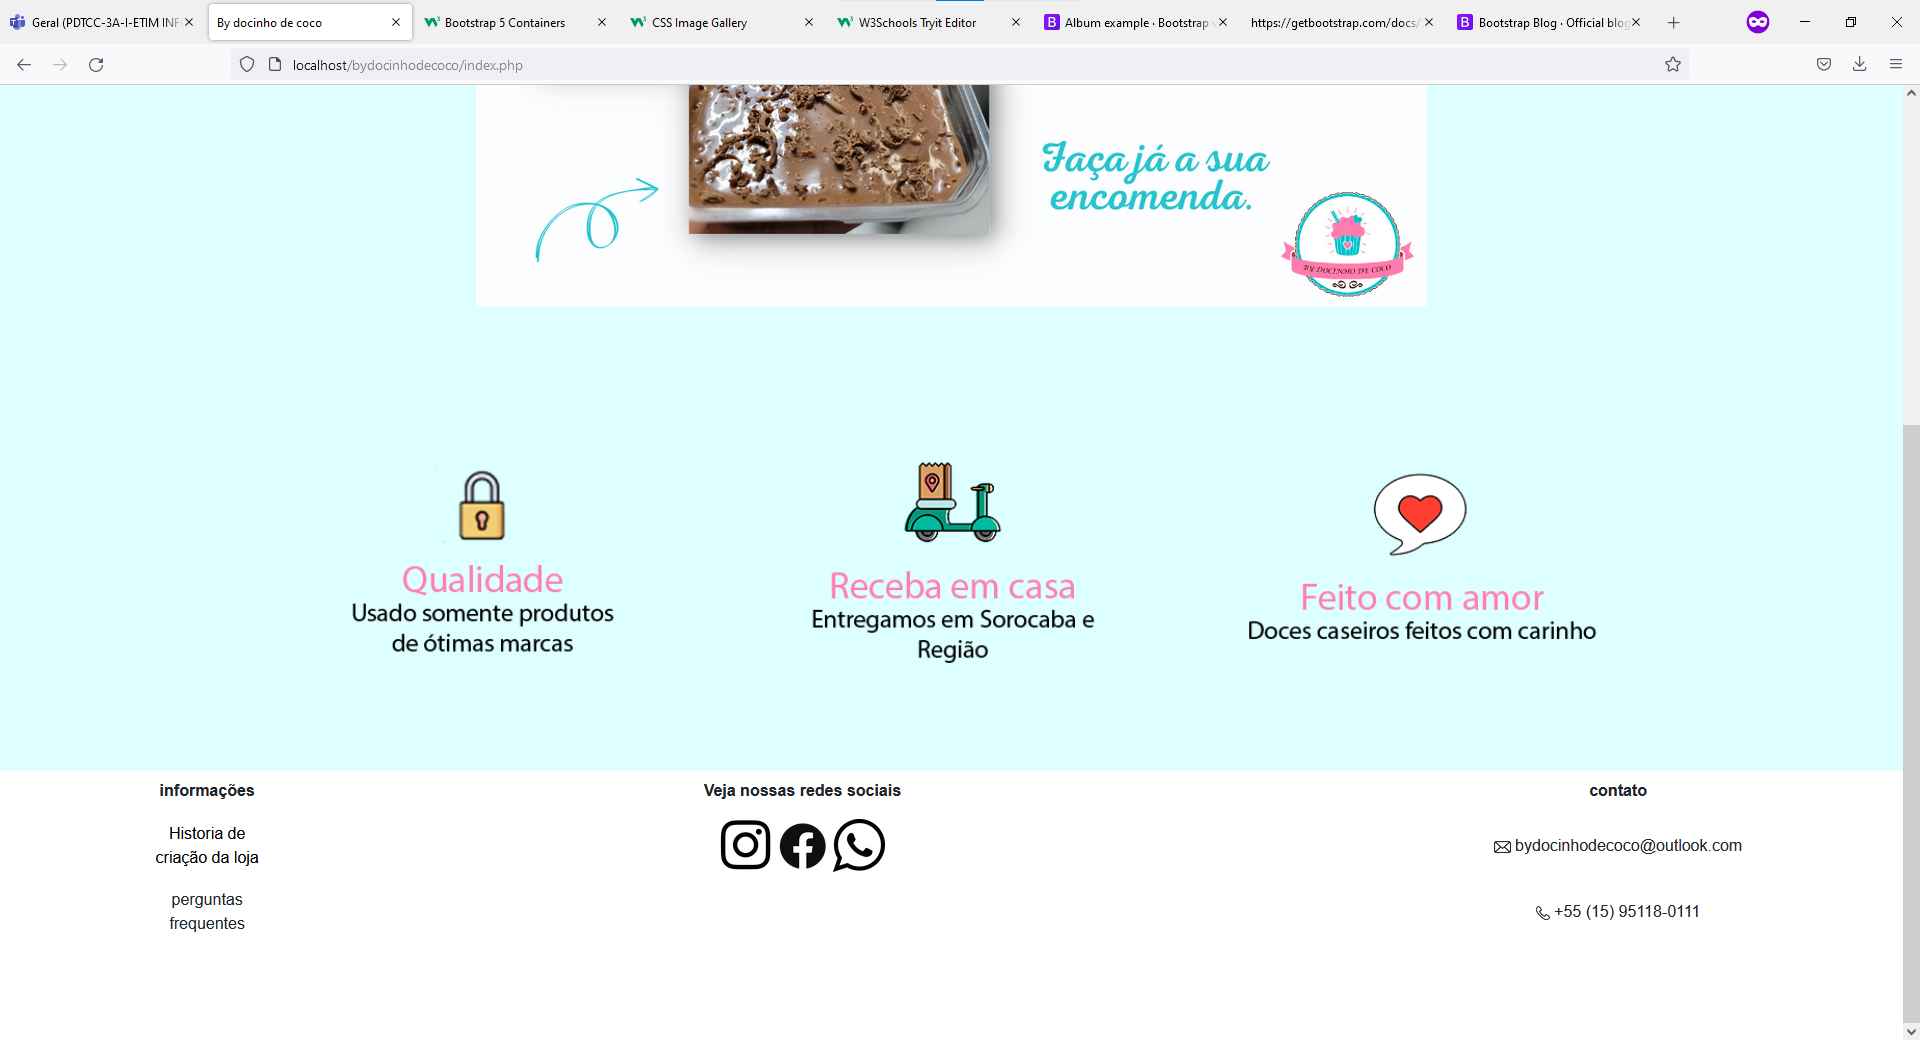 Geral (PDTCC-3A-I-ETIM INF
By docinho de coco
Bootstrap 5 Containers
CSS Image Gallery
W3Schools Tryit Editor
Album example · Bootstrap v
https://getbootstrap.com/docs/
Bootstrap Blog · Official blog
localhost/bydocinhodecoco/index.php
Faça já a sua
encomenda.
BY DOCINHO DE COCO
Qualidade
Usado somente produtos
de ótimas marcas
Receba em casa
Entregamos em Sorocaba e
Região
Feito com amor
Doces caseiros feitos com carinho
informações
Historia de
criação da loja
perguntas
frequentes
Veja nossas redes sociais
contato
bydocinhodecoco@outlook.com
+55 (15) 95118-0111